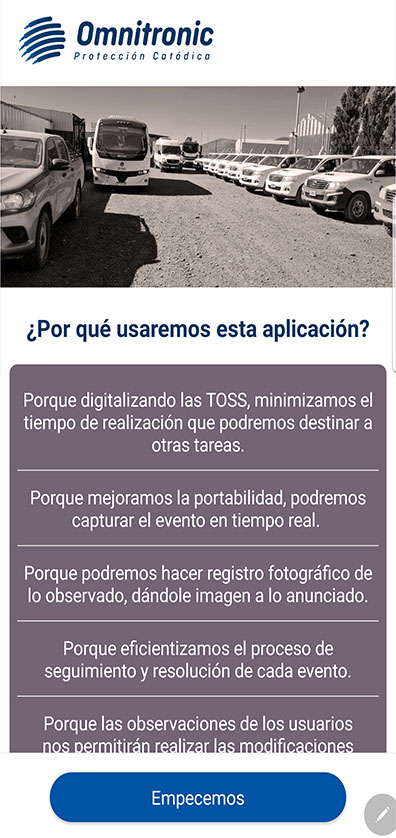 Omnitronic
Protección Catódica
¿Por qué usaremos esta aplicación?
Porque digitalizando las TOSS, minimizamos el
tiempo de realización que podremos destinar a
otras tareas.
Porque mejoramos la portabilidad, podremos
capturar el evento en tiempo real.
Porque podremos hacer registro fotográfico de
lo observado, dándole imagen a lo anunciado.
Porque eficientizamos el proceso de
seguimiento y resolución de cada evento.
Porque las observaciones de los usuarios
nos permitirán realizar las modificaciones
Empecemos